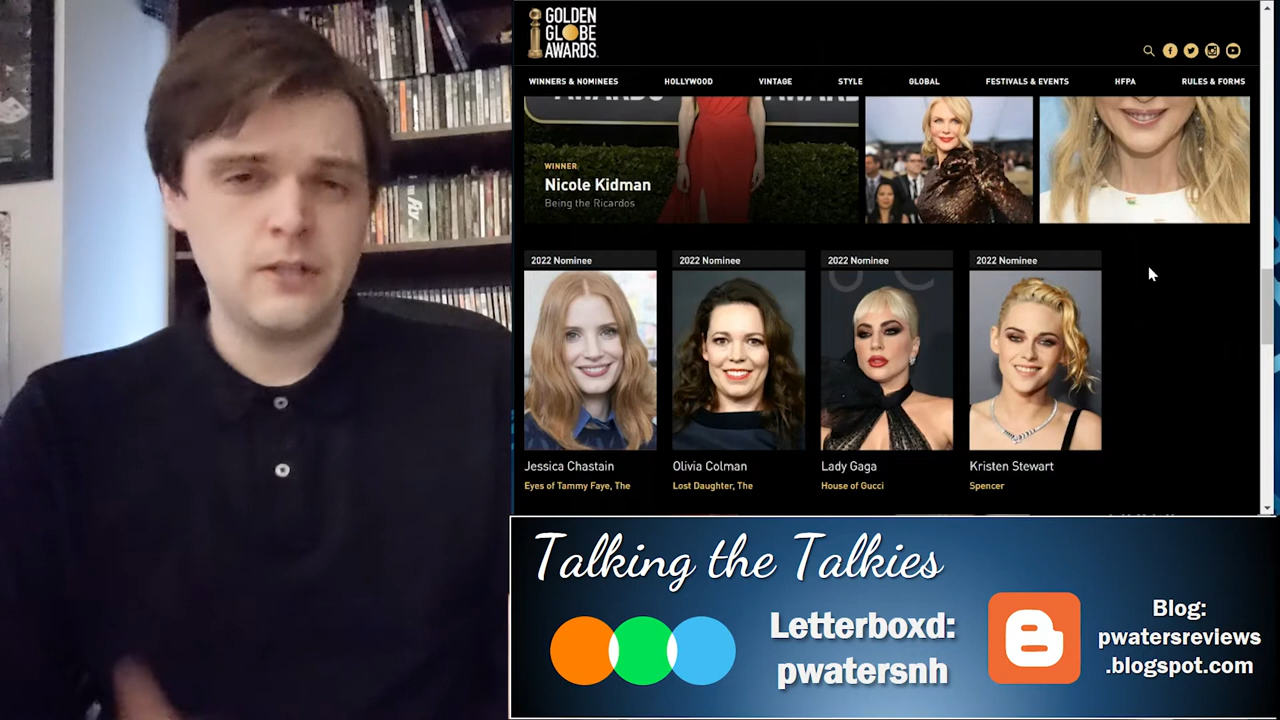 GOLDEN
GLOBE
AWARDS
WINNERS & NOMINEES HOLLYWOOD VINTAGE STYLE GLOBAL FESTIVALS & EVENTS HFPA RULES & FORMS
WINNER
Nicole Kidman
Being the Ricardos
2022 Nominee 2022 Nominee 2022 Nominee 2022 Nominee
Jessica Chastain Olivia Colman Lady Gaga Kristen Stewart
Eyes of Tammy Faye, The Lost Daughter, The House of Gucci Spencer
Talking the Talkies
Letterboxd:
pwatersnh
Blog:
pwatersreviews
.blogspot.com